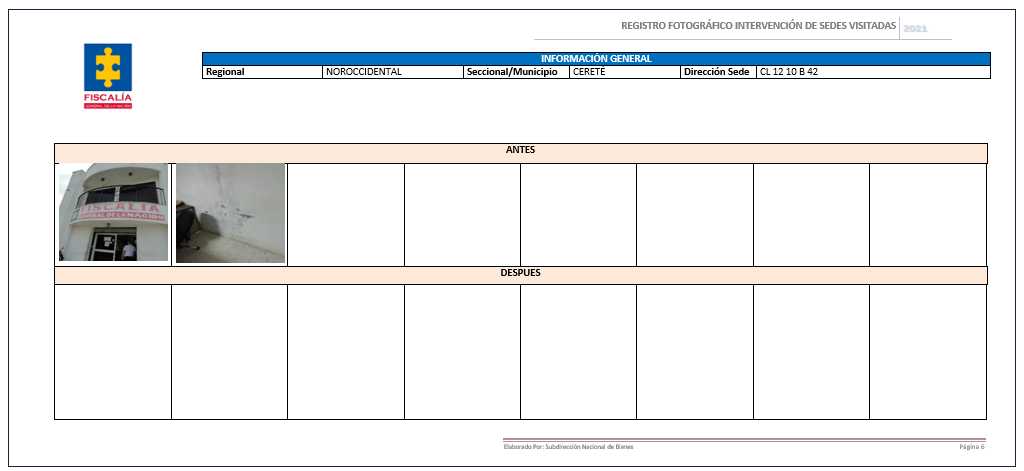 REGISTRO FOTOGRÁFICO INTERVENCIÓN DE SEDES VISITADAS 2021
FISCALÍA
GENERAL DE LA NACIÓN
INFORMACIÓN GENERAL
Regional NOROCCIDENTAL Seccional/Municipio CERETÉ Dirección Sede CL 12 10 B 42
ANTES
FISCALIA
GENERAL DE LA NACION
DESPUES
Elaborado Por: Subdirección Nacional de Bienes Página 6